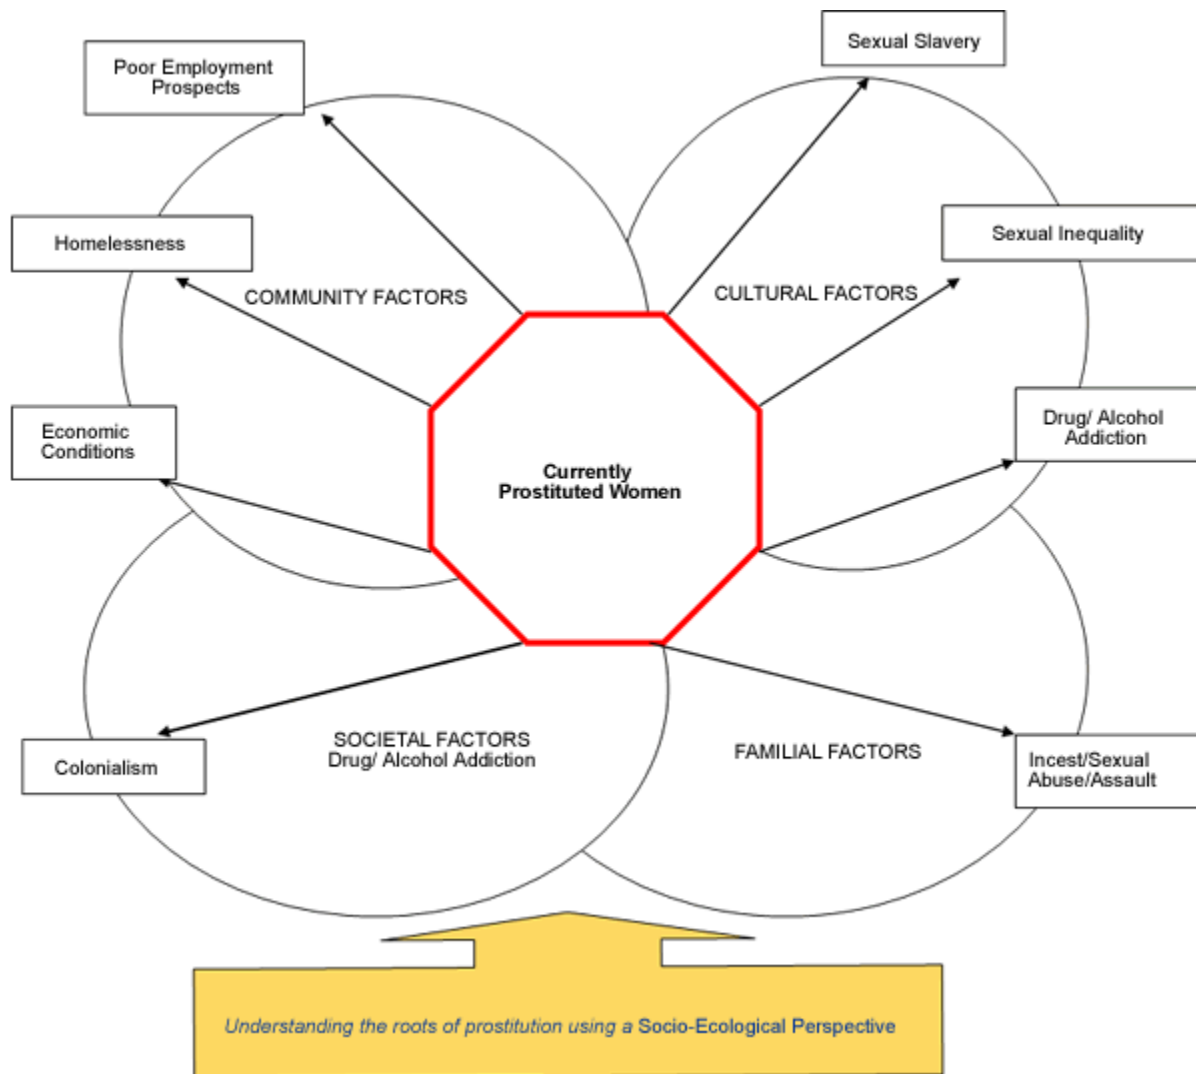 Sexual Slavery
Poor Employment
Prospects
Homelessness
Sexual Inequality
COMMUNITY FACTORS
CULTURAL FACTORS
Economic
Conditions
Drug/ Alcohol
Addiction
Currently
Prostituted Women
SOCIETAL FACTORS
Drug/ Alcohol Addiction
FAMILIAL FACTORS
Colonialism
Incest/Sexual
Abuse/Assault
Understanding the roots of prostitution using a Socio-Ecological Perspective